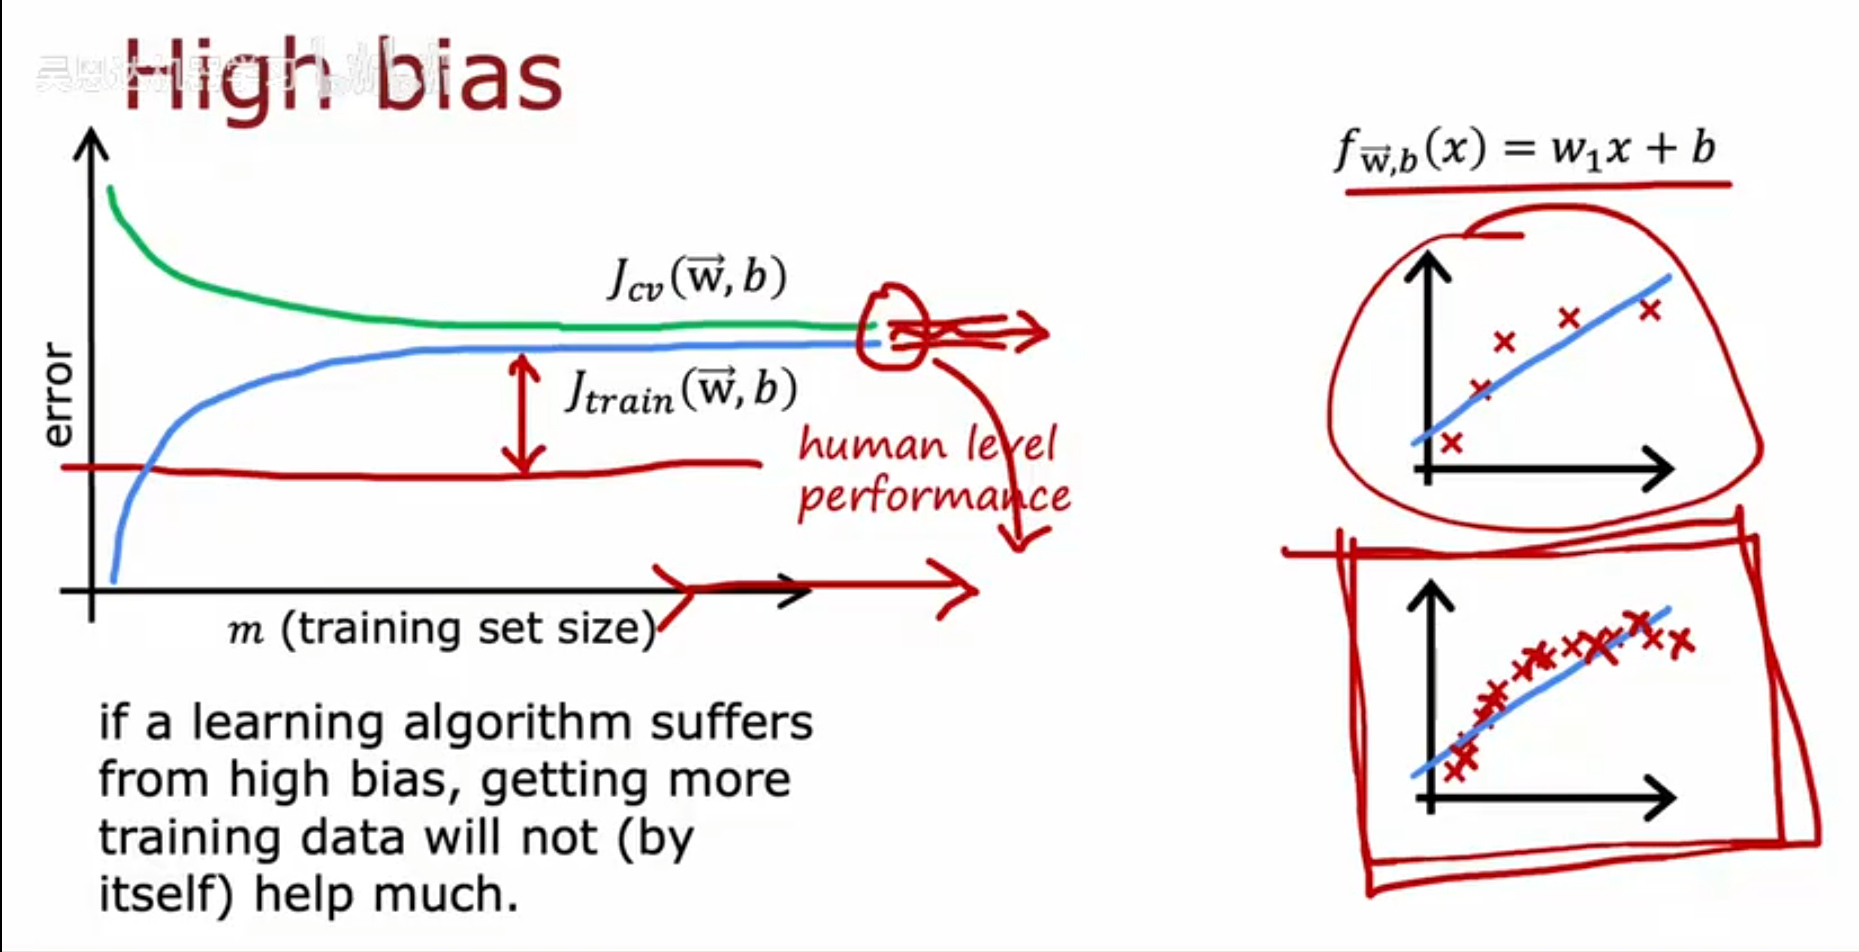 High bias
f_{\vec{w},b}(x) = w_1x + b
J_{cv}(\vec{w}, b)
error
J_{train}(\vec{w}, b)
human level
performance
m (training set size)
if a learning algorithm suffers
from high bias, getting more
training data will not (by
itself) help much.